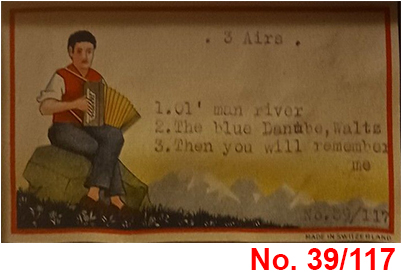 . 3 Airs .
1.Ol' man river
2.The blue Danube,Waltz
3.Then you will remember
me
No.39/117
MADE IN SWITZERLAND
No. 39/117